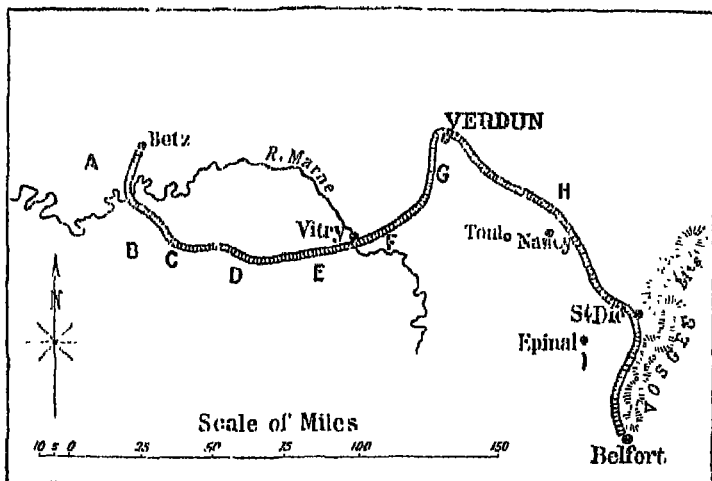 VERDUN
Betz
A
R. Marne
G
H
Vitry
F
Toul
Nancy
B
C
D
E
N
St Dié
Epinal
VOSGES
Mts
Scale of Miles
10 5 0 25 50 75 100 150
Belfort